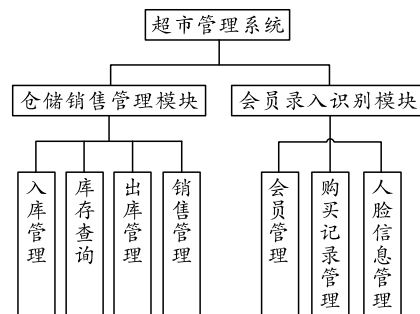 超市管理系统
仓储销售管理模块
会员录入识别模块
入库管理
库存查询
出库管理
销售管理
会员管理
购买记录管理
人脸信息管理